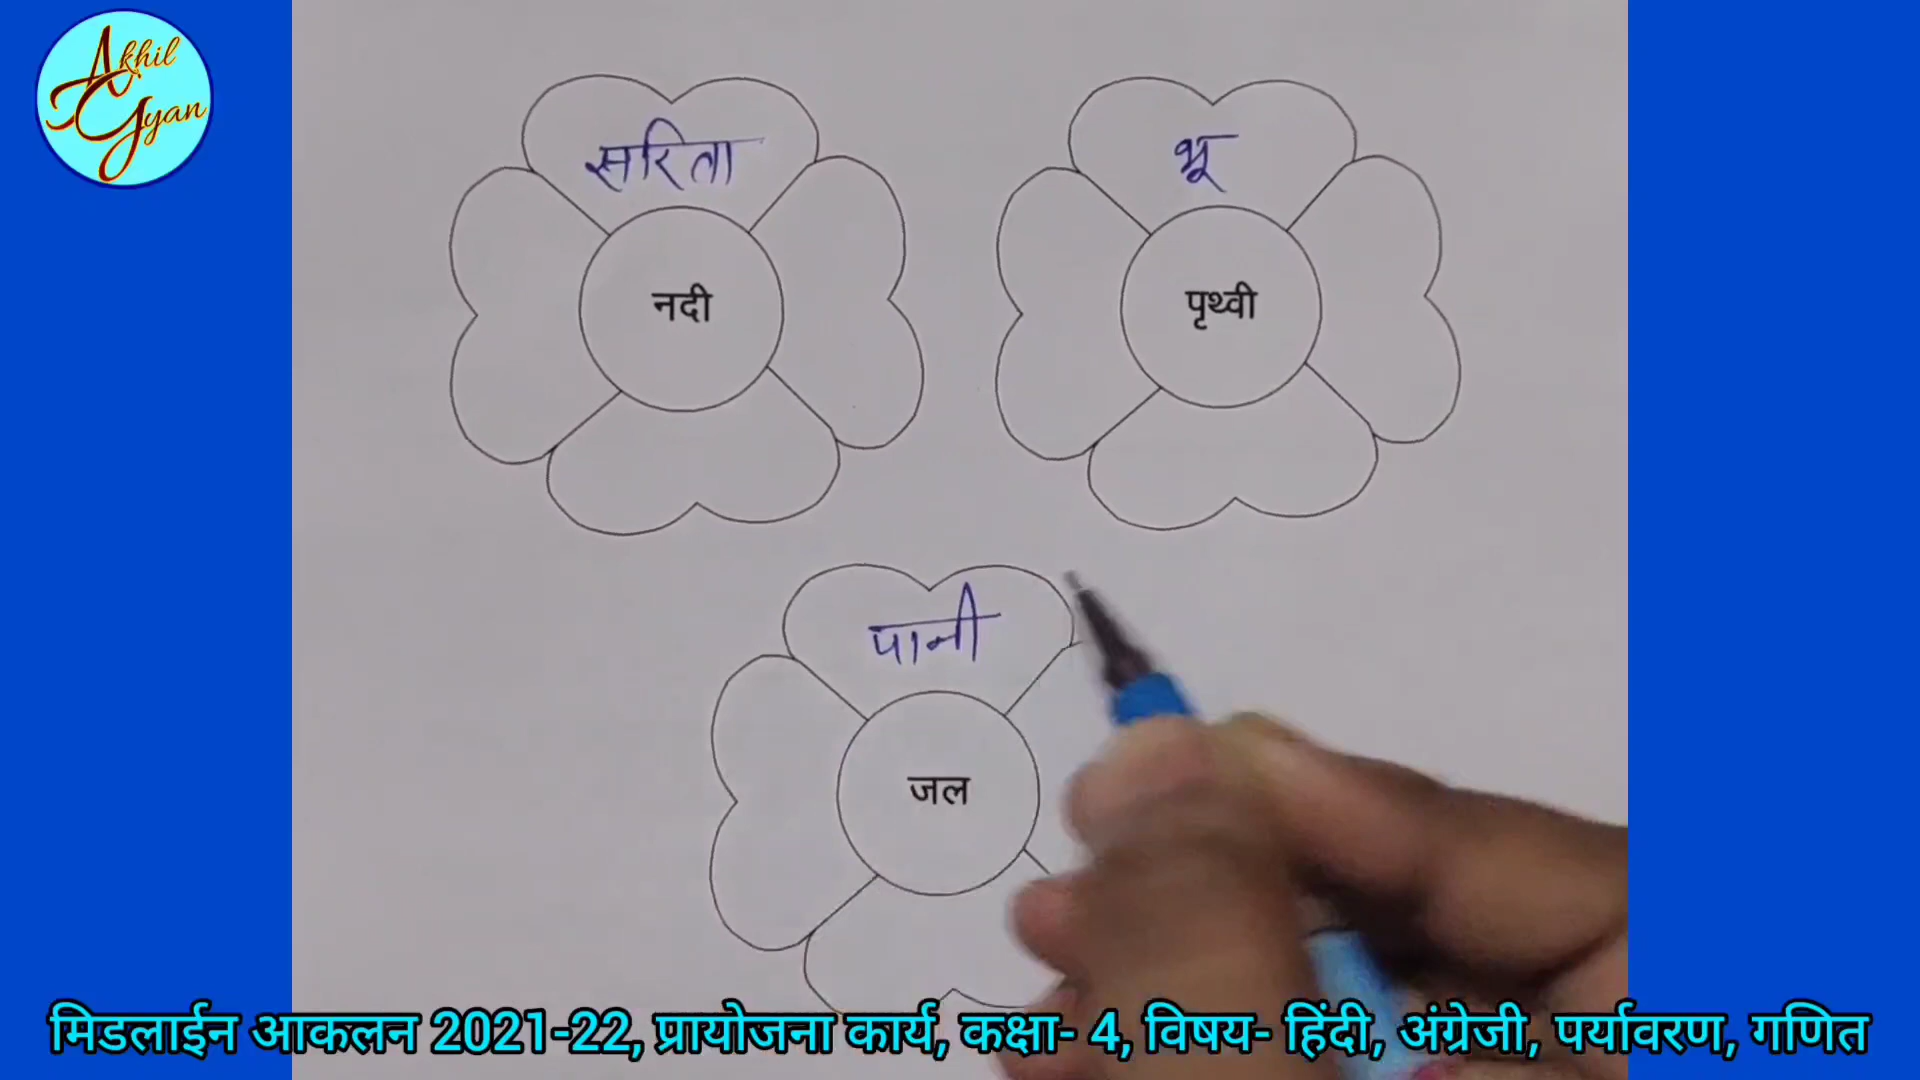 Akhil
Gyan
सरिता
भू
नदी
पृथ्वी
पानी
जल
मिडलाईन आकलन 2021-22, प्रायोजना कार्य, कक्षा- 4, विषय- हिंदी, अंग्रेजी, पर्यावरण, गणित